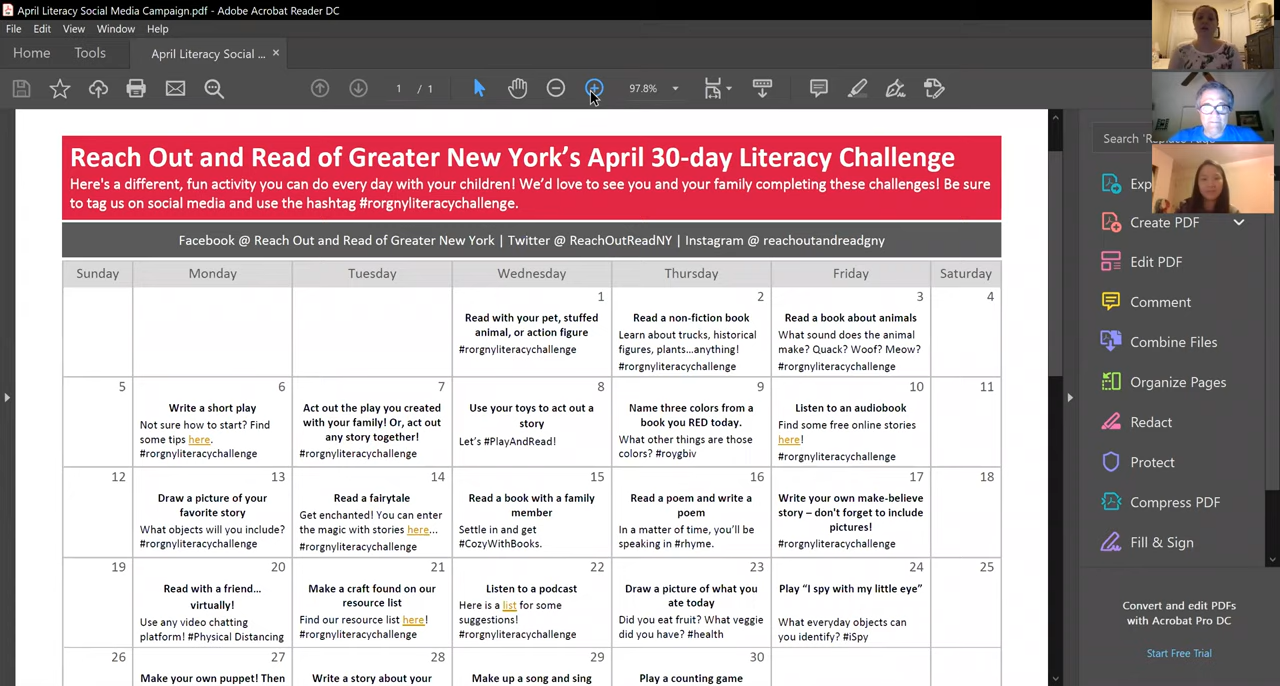 April Literacy Social Media Campaign.pdf - Adobe Acrobat Reader DC
File Edit View Window Help
Home Tools April Literacy Social ... ×
1 / 1 97.8%
Reach Out and Read of Greater New York's April 30-day Literacy Challenge
Here's a different, fun activity you can do every day with your children! We'd love to see you and your family completing these challenges! Be sure
to tag us on social media and use the hashtag #rorgnyliteracychallenge.
Facebook @ Reach Out and Read of Greater New York | Twitter @ ReachOutReadNY | Instagram @ reachoutandreadgny
Sunday Monday Tuesday Wednesday Thursday Friday Saturday
1
Read with your pet, stuffed
animal, or action figure
#rorgnyliteracychallenge
2
Read a non-fiction book
Learn about trucks, historical
figures, plants...anything!
#rorgnyliteracychallenge
3
Read a book about animals
What sound does the animal
make? Quack? Woof? Meow?
#rorgnyliteracychallenge
4
5
6
Write a short play
Not sure how to start? Find
some tips here.
#rorgnyliteracychallenge
7
Act out the play you created
with your family! Or, act out
any story together!
#rorgnyliteracychallenge
8
Use your toys to act out a
story
Let's #PlayAndRead!
9
Name three colors from a
book you RED today.
What other things are those
colors? #roygbiv
10
Listen to an audiobook
Find some free online stories
here!
#rorgnyliteracychallenge
11
12
13
Draw a picture of your
favorite story
What objects will you include?
#rorgnyliteracychallenge
14
Read a fairytale
Get enchanted! You can enter
the magic with stories here...
#rorgnyliteracychallenge
15
Read a book with a family
member
Settle in and get
#CozyWithBooks.
16
Read a poem and write a
poem
In a matter of time, you'll be
speaking in #rhyme.
17
Write your own make-believe
story – don't forget to include
pictures!
#rorgnyliteracychallenge
18
19
20
Read with a friend...
virtually!
Use any video chatting
platform! #Physical Distancing
21
Make a craft found on our
resource list
Find our resource list here!
#rorgnyliteracychallenge
22
Listen to a podcast
Here is a list for some
suggestions!
#rorgnyliteracychallenge
23
Draw a picture of what you
ate today
Did you eat fruit? What veggie
did you have? #health
24
Play “I spy with my little eye”
What everyday objects can
you identify? #iSpy
25
26
27
Make your own puppet! Then
28
Write a story about your
29
Make up a song and sing
30
Play a counting game
Search 'Replace Page'
Exp
Create PDF
Edit PDF
Comment
Combine Files
Organize Pages
Redact
Protect
Compress PDF
Fill & Sign
Convert and edit PDFs
with Acrobat Pro DC
Start Free Trial